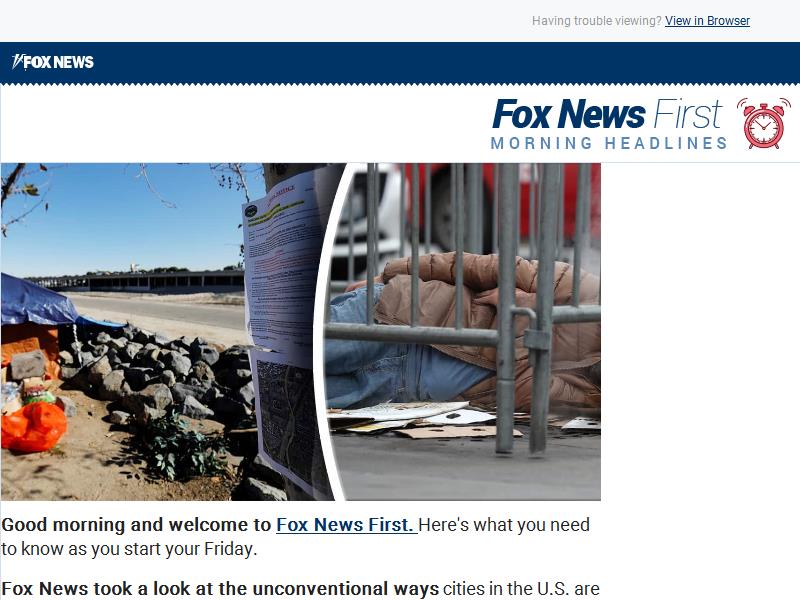 Having trouble viewing? View in Browser
FOX NEWS
Fox News First
MORNING HEADLINES
Good morning and welcome to Fox News First. Here's what you need
to know as you start your Friday.
Fox News took a look at the unconventional ways cities in the U.S. are